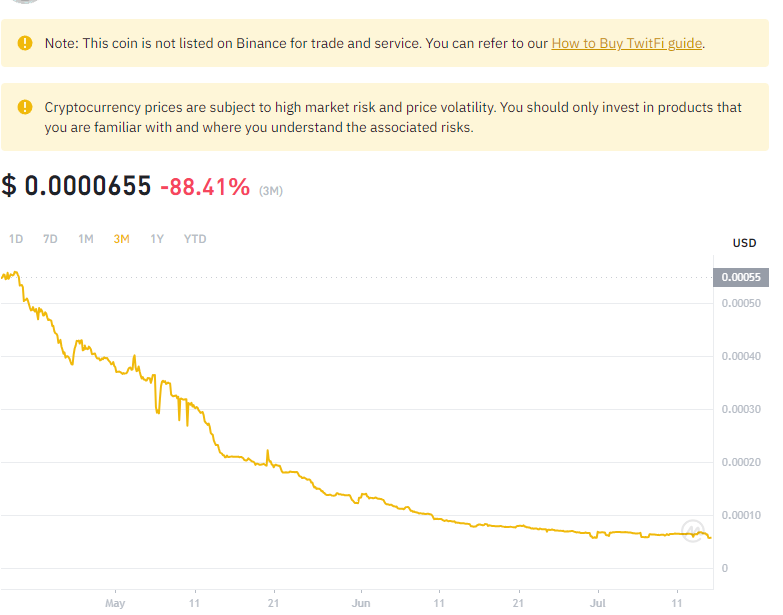 Note: This coin is not listed on Binance for trade and service. You can refer to our How to Buy TwitFi guide.
Cryptocurrency prices are subject to high market risk and price volatility. You should only invest in products that
you are familiar with and where you understand the associated risks.
$ 0.0000655 -88.41% (3M)
1D 7D 1M 3M 1Y YTD
USD
0.00055
0.00050
0.00040
0.00030
0.00020
0.00010
0
May 11 21 Jun 11 21 Jul 11